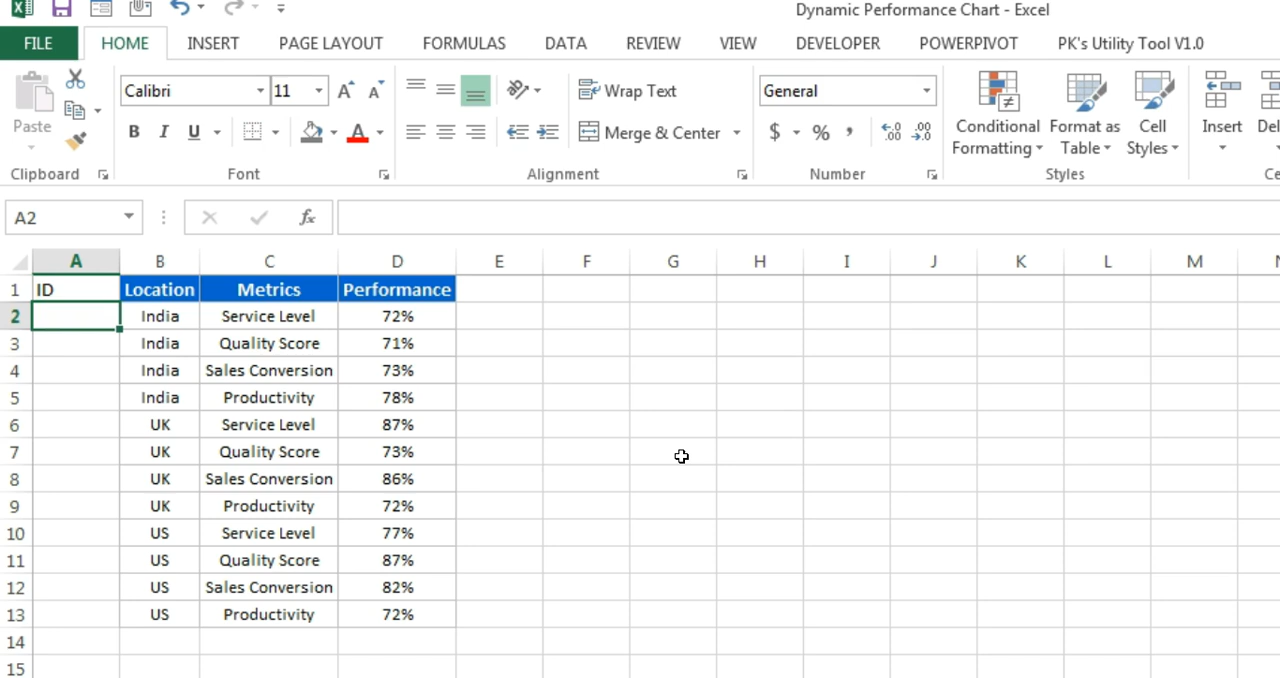 Dynamic Performance Chart - Excel
FILE HOME INSERT PAGE LAYOUT FORMULAS DATA REVIEW VIEW DEVELOPER POWERPIVOT PK's Utility Tool V1.0
Calibri 11 Wrap Text General
Paste B I U Merge & Center $ % Conditional Formatting Format as Table Cell Styles Insert
Clipboard Font Alignment Number Styles
A2 fx
A B C D E F G H I J K L M
1 ID Location Metrics Performance
2 India Service Level 72%
3 India Quality Score 71%
4 India Sales Conversion 73%
5 India Productivity 78%
6 UK Service Level 87%
7 UK Quality Score 73%
8 UK Sales Conversion 86%
9 UK Productivity 72%
10 US Service Level 77%
11 US Quality Score 87%
12 US Sales Conversion 82%
13 US Productivity 72%
14
15